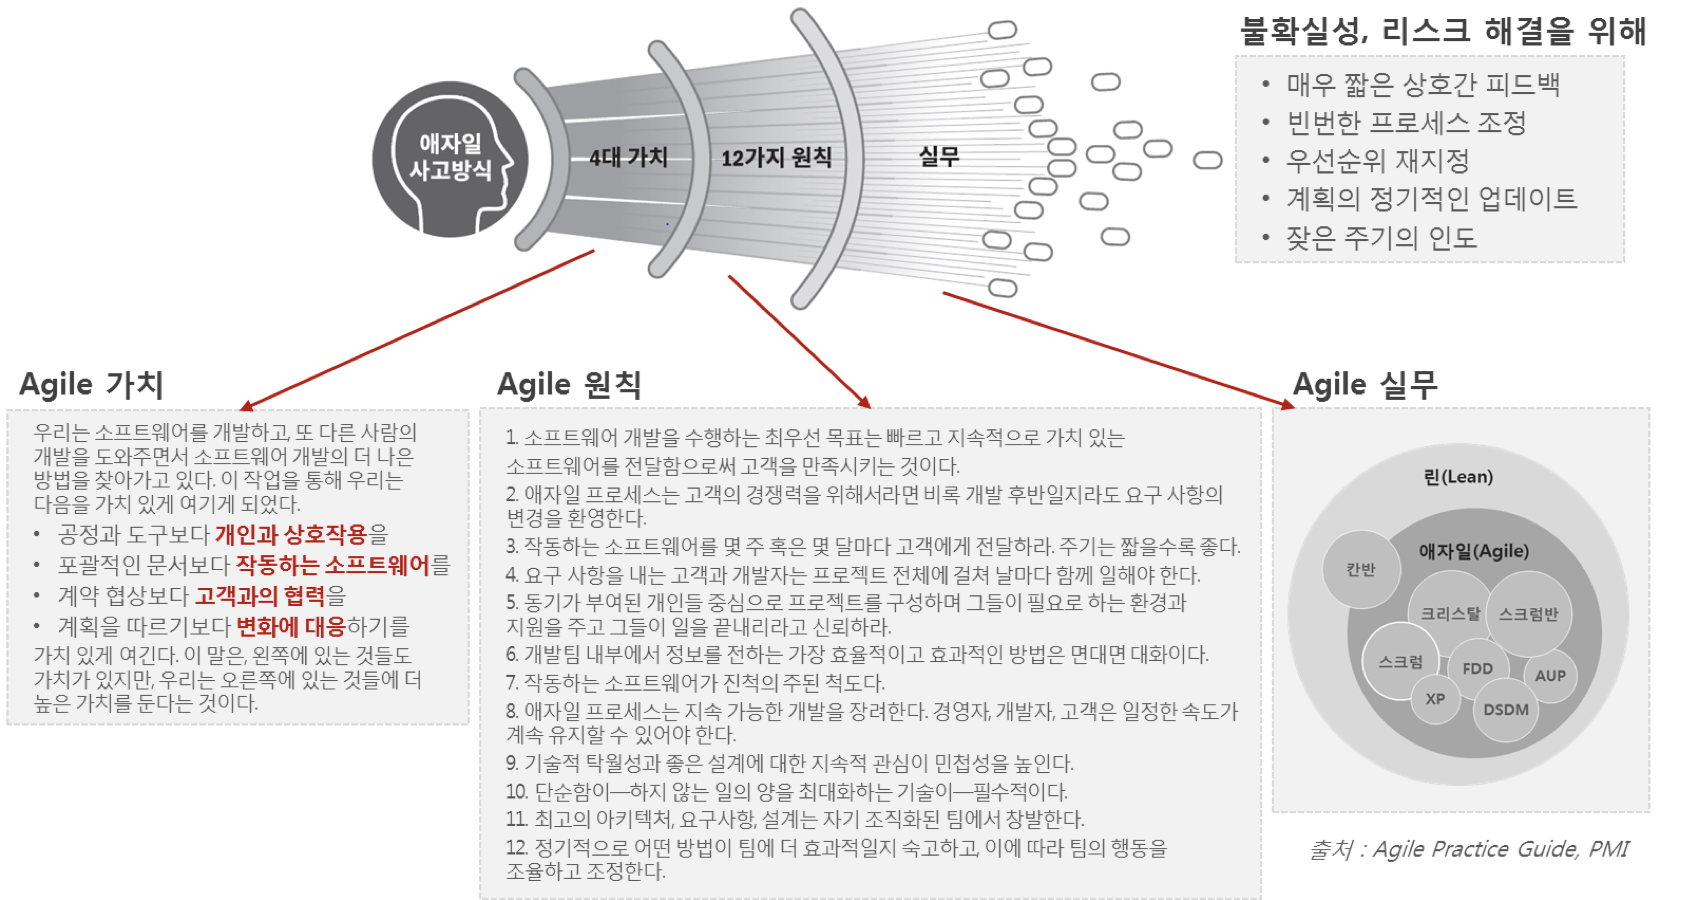 불확실성, 리스크 해결을 위해
• 매우 짧은 상호간 피드백
• 빈번한 프로세스 조정
• 우선순위 재지정
• 계획의 정기적인 업데이트
• 잦은 주기의 인도
애자일
사고방식
4대 가치
12가지 원칙
실무
Agile 가치
우리는 소프트웨어를 개발하고, 또 다른 사람의
개발을 도와주면서 소프트웨어 개발의 더 나은
방법을 찾아가고 있다. 이 작업을 통해 우리는
다음을 가치 있게 여기게 되었다.
• 공정과 도구보다 개인과 상호작용을
• 포괄적인 문서보다 작동하는 소프트웨어를
• 계약 협상보다 고객과의 협력을
• 계획을 따르기보다 변화에 대응하기를
가치 있게 여긴다. 이 말은, 왼쪽에 있는 것들도
가치가 있지만, 우리는 오른쪽에 있는 것들에 더
높은 가치를 둔다는 것이다.
Agile 원칙
1. 소프트웨어 개발을 수행하는 최우선 목표는 빠르고 지속적으로 가치 있는
소프트웨어를 전달함으로써 고객을 만족시키는 것이다.
2. 애자일 프로세스는 고객의 경쟁력을 위해서라면 비록 개발 후반일지라도 요구 사항의
변경을 환영한다.
3. 작동하는 소프트웨어를 몇 주 혹은 몇 달마다 고객에게 전달하라. 주기는 짧을수록 좋다.
4. 요구 사항을 내는 고객과 개발자는 프로젝트 전체에 걸쳐 날마다 함께 일해야 한다.
5. 동기가 부여된 개인들 중심으로 프로젝트를 구성하며 그들이 필요로 하는 환경과
지원을 주고 그들이 일을 끝내리라고 신뢰하라.
6. 개발팀 내부에서 정보를 전하는 가장 효율적이고 효과적인 방법은 면대면 대화이다.
7. 작동하는 소프트웨어가 진척의 주된 척도다.
8. 애자일 프로세스는 지속 가능한 개발을 장려한다. 경영자, 개발자, 고객은 일정한 속도가
계속 유지할 수 있어야 한다.
9. 기술적 탁월성과 좋은 설계에 대한 지속적 관심이 민첩성을 높인다.
10. 단순함이—하지 않는 일의 양을 최대화하는 기술이—필수적이다.
11. 최고의 아키텍처, 요구사항, 설계는 자기 조직화된 팀에서 창발한다.
12. 정기적으로 어떤 방법이 팀에 더 효과적일지 숙고하고, 이에 따라 팀의 행동을
조율하고 조정한다.
Agile 실무
린(Lean)
애자일(Agile)
칸반
크리스탈
스크럼반
스크럼
FDD
AUP
XP
DSDM
출처 : Agile Practice Guide, PMI